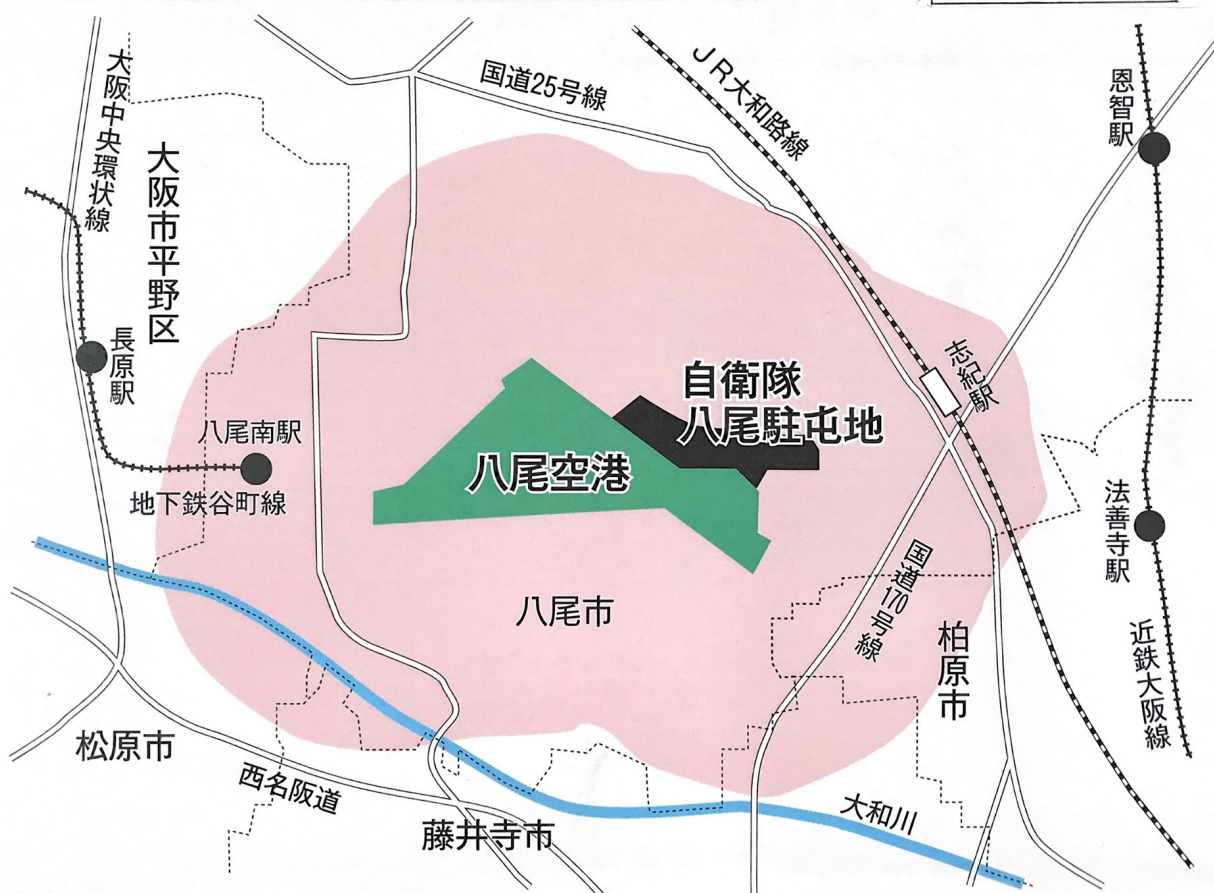 大阪中央環状線
大阪市平野区
国道25号線
JR大和路線
恩智駅
長原駅
八尾南駅
地下鉄谷町線
自衛隊
八尾駐屯地
八尾空港
志紀駅
法善寺駅
八尾市
国道170号線
柏原市
近鉄大阪線
松原市
西名阪道
藤井寺市
大和川